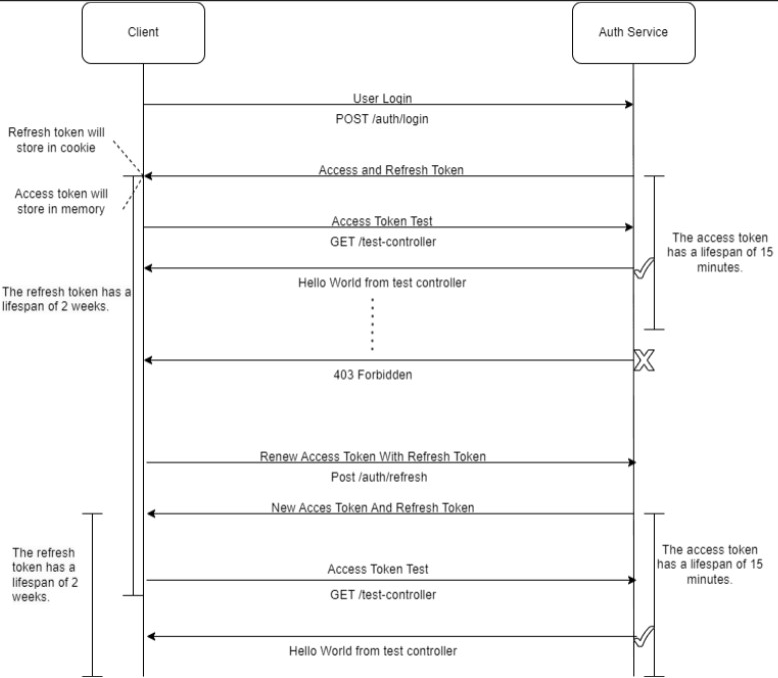 Client
Auth Service
User Login
POST /auth/login
Refresh token will
store in cookie
Access and Refresh Token
Access token will
store in memory
Access Token Test
GET /test-controller
The access token
has a lifespan of 15
minutes.
Hello World from test controller
The refresh token has a
lifespan of 2 weeks.
403 Forbidden
Renew Access Token With Refresh Token
Post /auth/refresh
New Acces Token And Refresh Token
The refresh
token has a
lifespan of 2
weeks.
Access Token Test
GET /test-controller
The access token
has a lifespan of 15
minutes.
Hello World from test controller